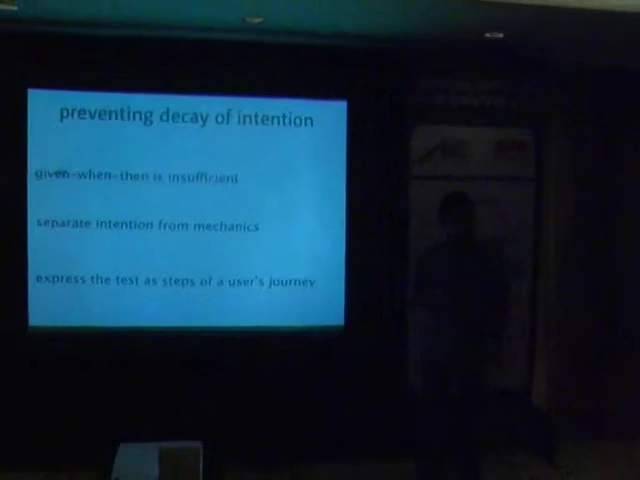 preventing decay of intention
given-when-then is insufficient
separate intention from mechanics
express the test as steps of a user's journey